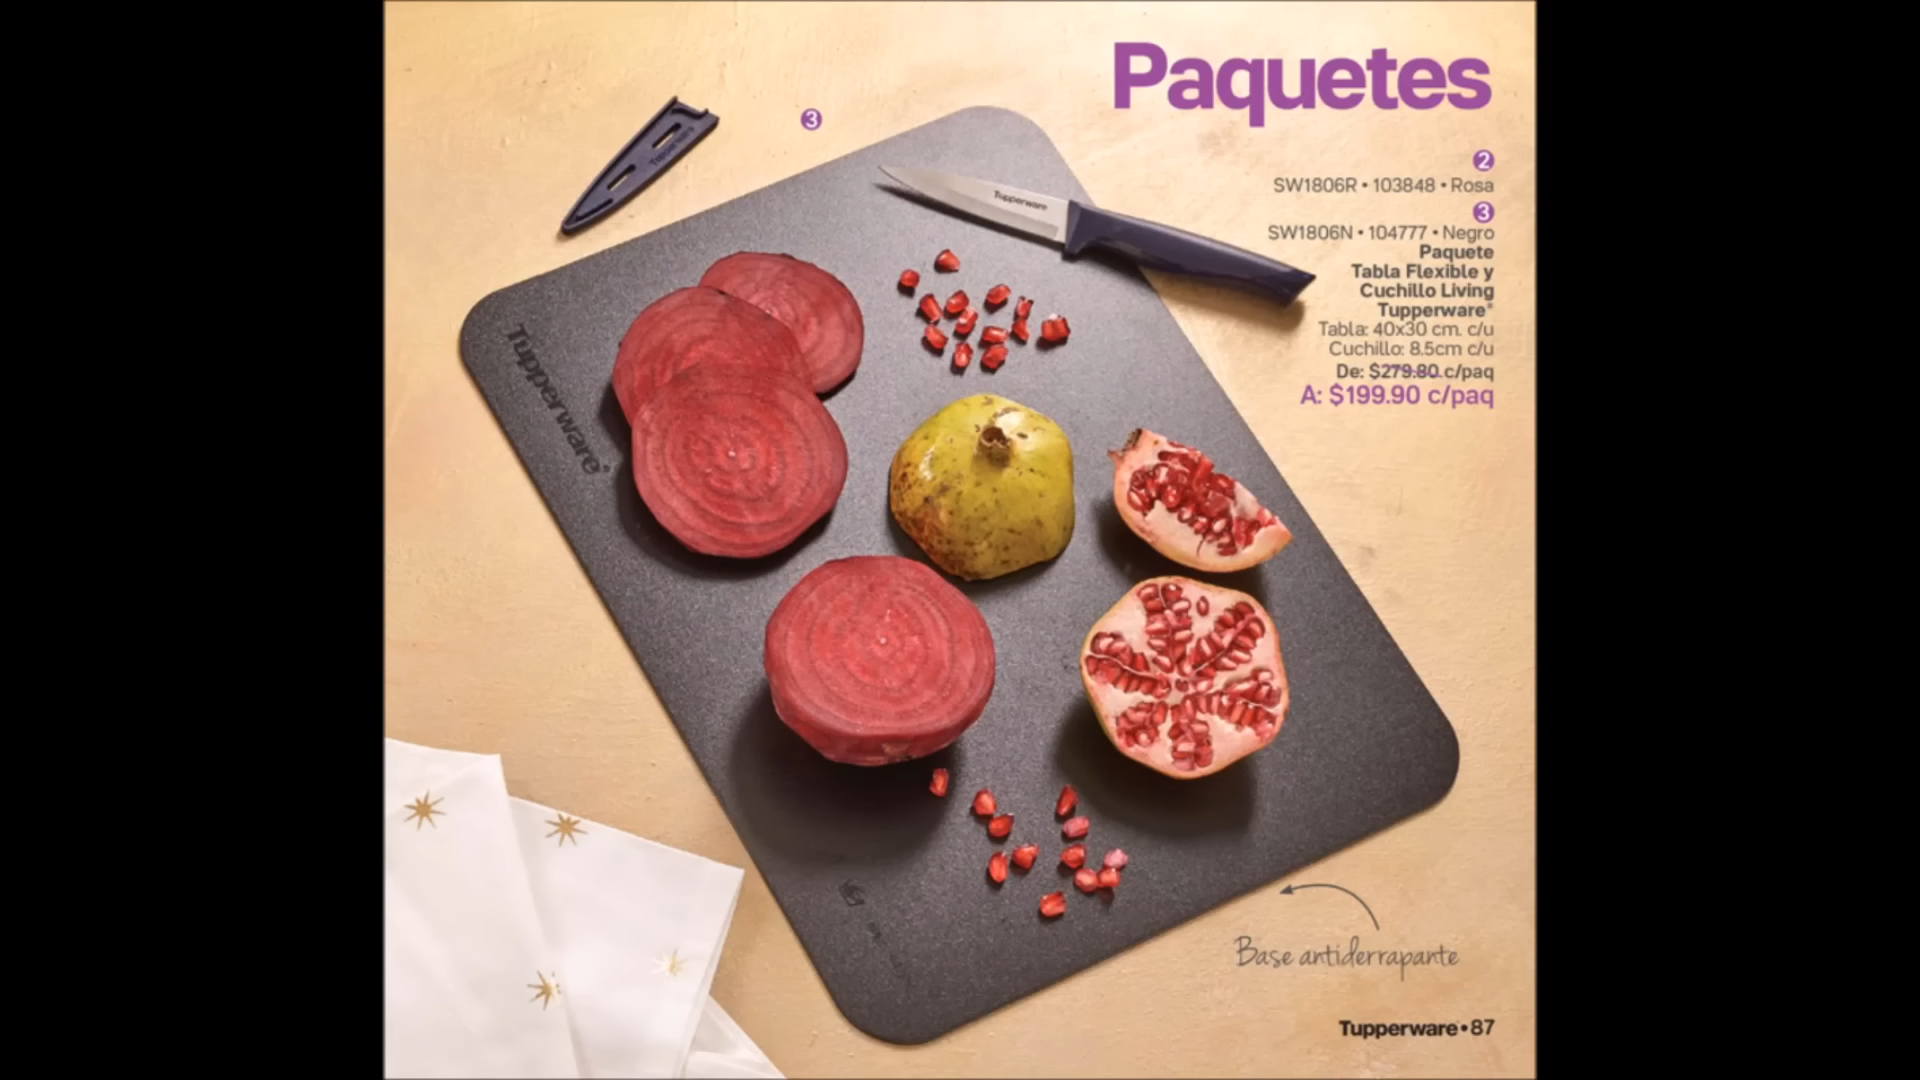 Paquetes
3
2
SW1806R • 103848 • Rosa
3
SW1806N • 104777 • Negro
Paquete
Tabla Flexible y
Cuchillo Living
Tupperware®
Tabla: 40x30 cm. c/u
Cuchillo: 8.5cm c/u
De: $279.80 c/paq
A: $199.90 c/paq
Tupperware
Tupperware
Tupperware®
Base antiderrapante
Tupperware • 87